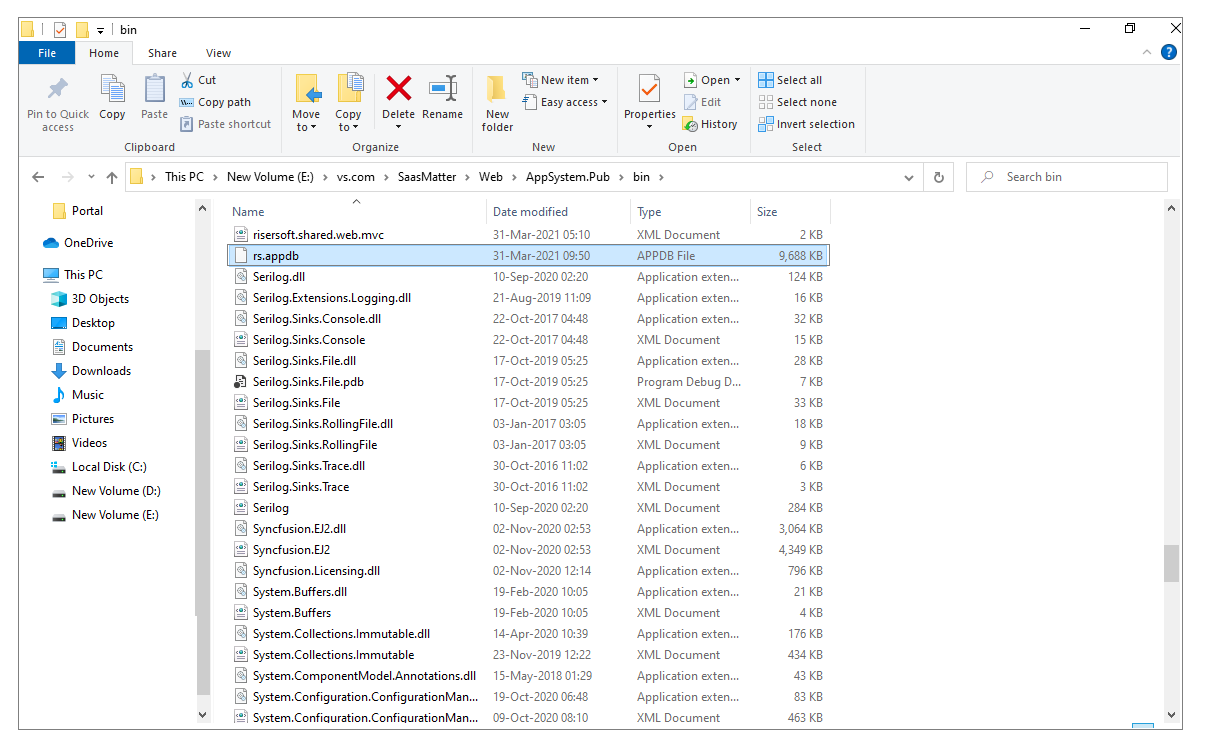 bin
File Home Share View
Pin to Quick access
Copy
Paste
Cut
Copy path
Paste shortcut
Clipboard
Move to
Copy to
Delete
Rename
Organize
New folder
New item
Easy access
New
Properties
Open
Edit
History
Open
Select all
Select none
Invert selection
Select
This PC > New Volume (E:) > vs.com > SaasMatter > Web > AppSystem.Pub > bin >
Search bin
Portal
OneDrive
This PC
3D Objects
Desktop
Documents
Downloads
Music
Pictures
Videos
Local Disk (C:)
New Volume (D:)
New Volume (E:)
Name Date modified Type Size
risersoft.shared.web.mvc 31-Mar-2021 05:10 XML Document 2 KB
rs.appdb 31-Mar-2021 09:50 APPDB File 9,688 KB
Serilog.dll 10-Sep-2020 02:20 Application exten... 124 KB
Serilog.Extensions.Logging.dll 21-Aug-2019 11:09 Application exten... 16 KB
Serilog.Sinks.Console.dll 22-Oct-2017 04:48 Application exten... 32 KB
Serilog.Sinks.Console 22-Oct-2017 04:48 XML Document 15 KB
Serilog.Sinks.File.dll 17-Oct-2019 05:25 Application exten... 28 KB
Serilog.Sinks.File.pdb 17-Oct-2019 05:25 Program Debug D... 7 KB
Serilog.Sinks.File 17-Oct-2019 05:25 XML Document 33 KB
Serilog.Sinks.RollingFile.dll 03-Jan-2017 03:05 Application exten... 18 KB
Serilog.Sinks.RollingFile 03-Jan-2017 03:05 XML Document 9 KB
Serilog.Sinks.Trace.dll 30-Oct-2016 11:02 Application exten... 6 KB
Serilog.Sinks.Trace 30-Oct-2016 11:02 XML Document 3 KB
Serilog 10-Sep-2020 02:20 XML Document 284 KB
Syncfusion.EJ2.dll 02-Nov-2020 02:53 Application exten... 3,064 KB
Syncfusion.EJ2 02-Nov-2020 02:53 XML Document 4,349 KB
Syncfusion.Licensing.dll 02-Nov-2020 12:14 Application exten... 796 KB
System.Buffers.dll 19-Feb-2020 10:05 Application exten... 21 KB
System.Buffers 19-Feb-2020 10:05 XML Document 4 KB
System.Collections.Immutable.dll 14-Apr-2020 10:39 Application exten... 176 KB
System.Collections.Immutable 23-Nov-2019 12:22 XML Document 434 KB
System.ComponentModel.Annotations.dll 15-May-2018 01:29 Application exten... 43 KB
System.Configuration.ConfigurationMan... 19-Oct-2020 06:48 Application exten... 83 KB
System.Configuration.ConfigurationMan... 09-Oct-2020 08:10 XML Document 463 KB